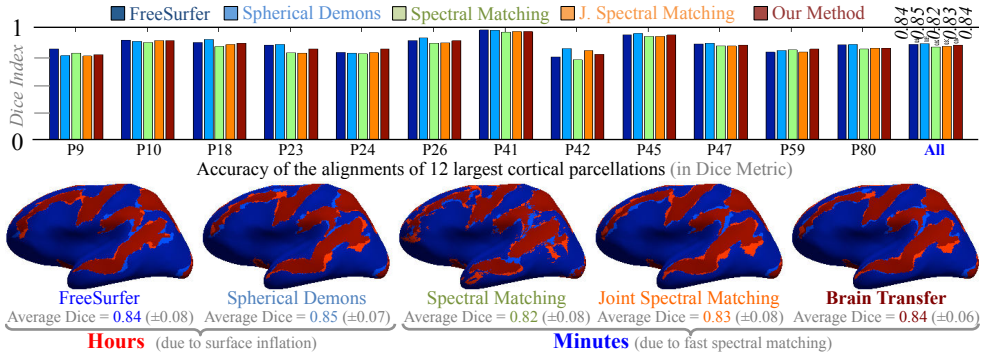 FreeSurfer Spherical Demons Spectral Matching J. Spectral Matching Our Method
0.84 0.85 0.82 0.83 0.84
1
Dice Index
0
P9 P10 P18 P23 P24 P26 P41 P42 P45 P47 P59 P80 All
Accuracy of the alignments of 12 largest cortical parcellations (in Dice Metric)
FreeSurfer Spherical Demons Spectral Matching Joint Spectral Matching Brain Transfer
Average Dice = 0.84 (±0.08) Average Dice = 0.85 (±0.07) Average Dice = 0.82 (±0.08) Average Dice = 0.83 (±0.08) Average Dice = 0.84 (±0.06)
Hours (due to surface inflation) Minutes (due to fast spectral matching)